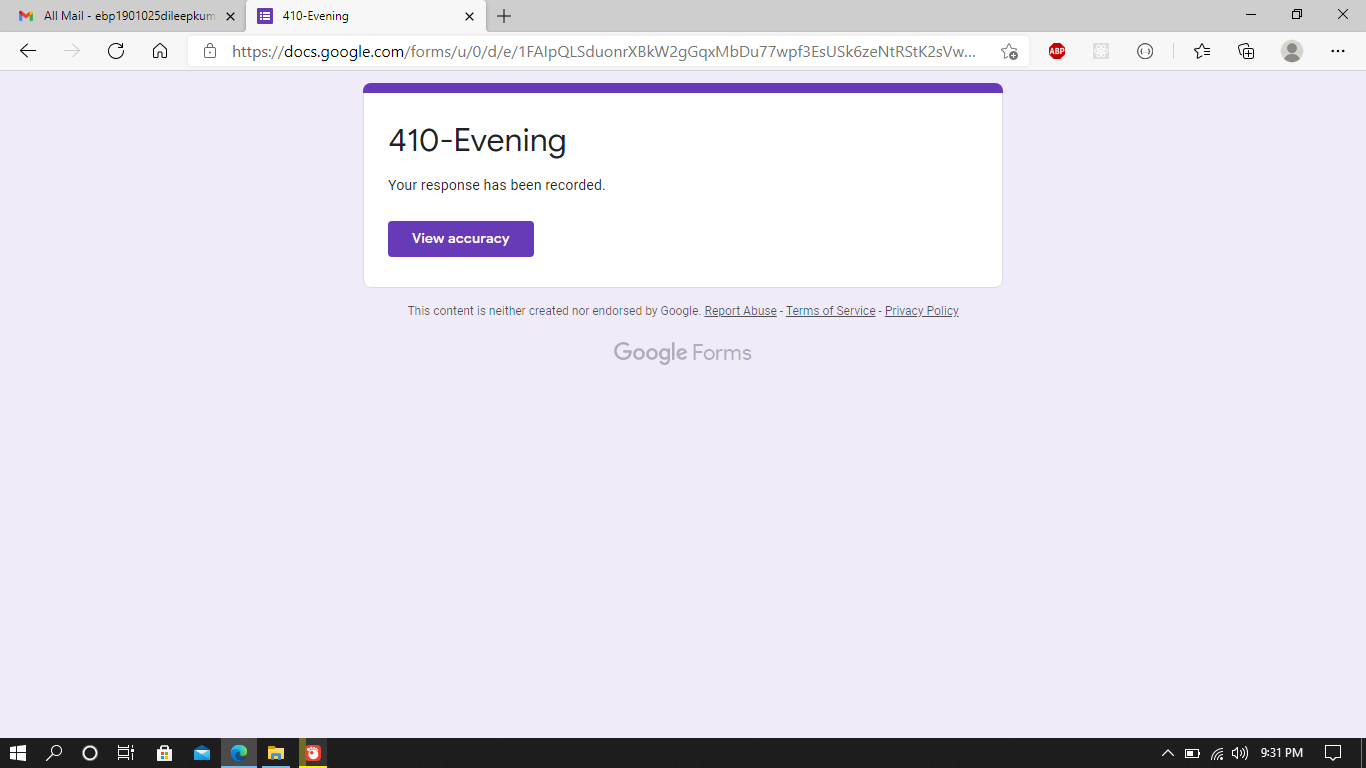 All Mail - ebp1901025dileepkum
410-Evening
https://docs.google.com/forms/u/0/d/e/1FAIpQLSduonrXBkW2gGqxMbDu77wpf3EsUSk6zeNtRStK2sVw...
ABP
410-Evening
Your response has been recorded.
View accuracy
This content is neither created nor endorsed by Google. Report Abuse - Terms of Service - Privacy Policy
Google Forms
9:31 PM